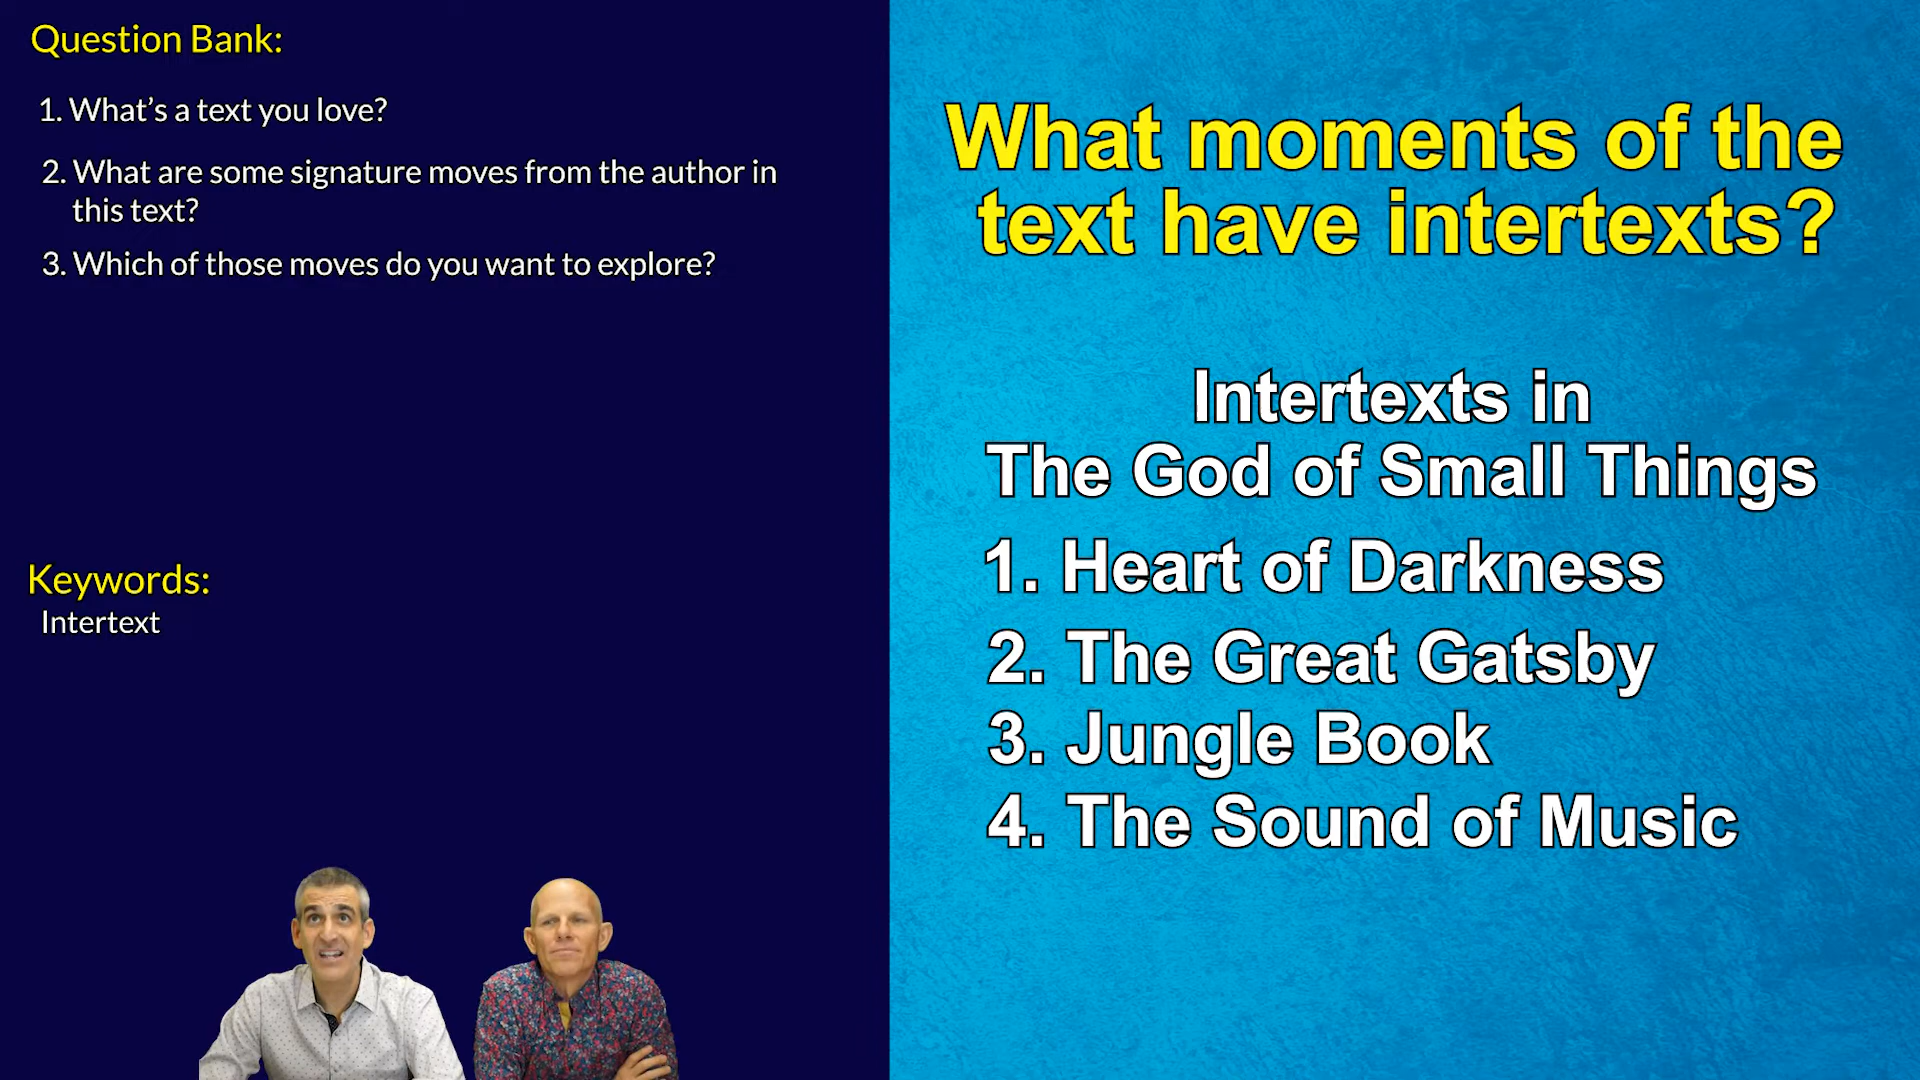 Question Bank:
1. What’s a text you love?
2. What are some signature moves from the author in
this text?
3. Which of those moves do you want to explore?
Keywords:
Intertext
What moments of the
text have intertexts?
Intertexts in
The God of Small Things
1. Heart of Darkness
2. The Great Gatsby
3. Jungle Book
4. The Sound of Music